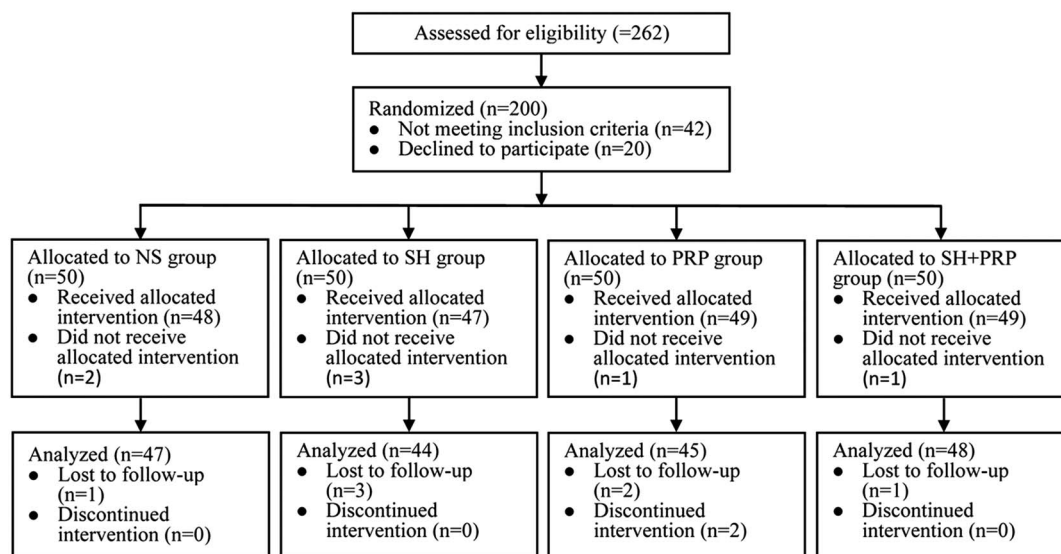 Assessed for eligibility (=262)
Randomized (n=200)
● Not meeting inclusion criteria (n=42)
● Declined to participate (n=20)
Allocated to NS group
(n=50)
● Received allocated
intervention (n=48)
● Did not receive
allocated intervention
(n=2)
Allocated to SH group
(n=50)
● Received allocated
intervention (n=47)
● Did not receive
allocated intervention
(n=3)
Allocated to PRP group
(n=50)
● Received allocated
intervention (n=49)
● Did not receive
allocated intervention
(n=1)
Allocated to SH+PRP
group (n=50)
● Received allocated
intervention (n=49)
● Did not receive
allocated intervention
(n=1)
Analyzed (n=47)
● Lost to follow-up
(n=1)
● Discontinued
intervention (n=0)
Analyzed (n=44)
● Lost to follow-up
(n=3)
● Discontinued
intervention (n=0)
Analyzed (n=45)
● Lost to follow-up
(n=2)
● Discontinued
intervention (n=2)
Analyzed (n=48)
● Lost to follow-up
(n=1)
● Discontinued
intervention (n=0)